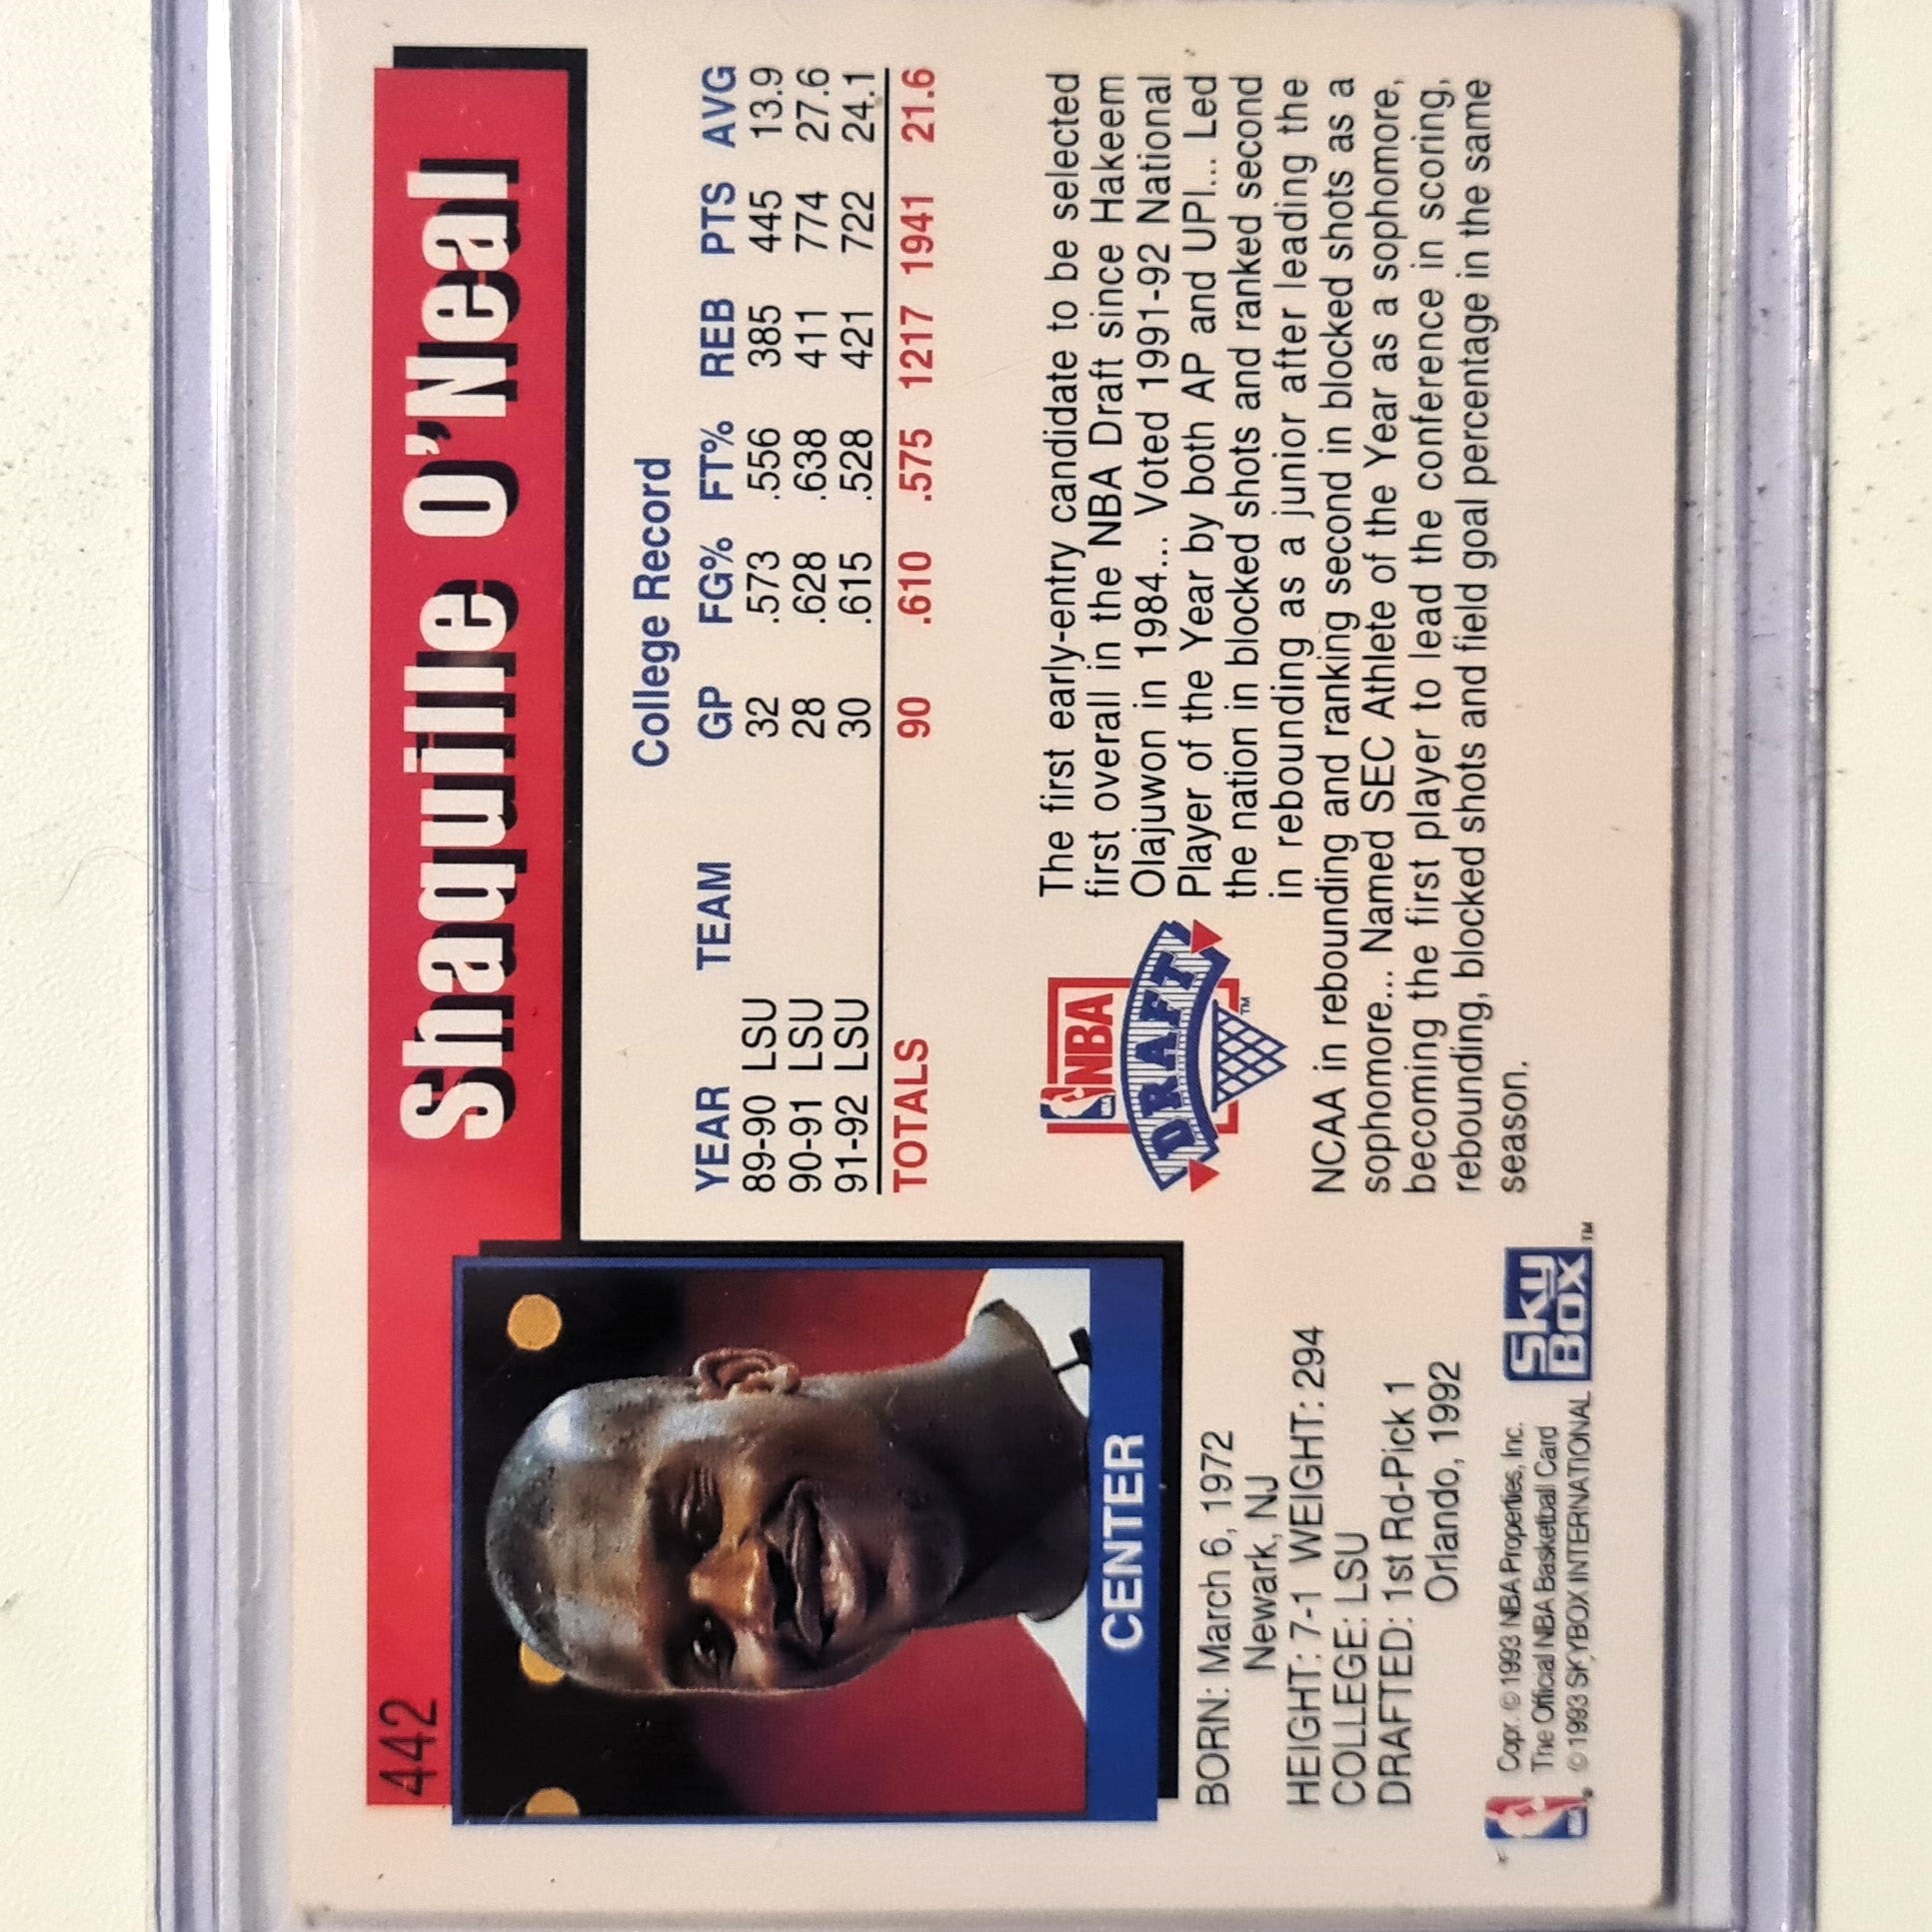 442
Shaquille O'Neal
CENTER
BORN: March 6, 1972
Newark, NJ
HEIGHT: 7-1 WEIGHT: 294
COLLEGE: LSU
DRAFTED: 1st Rd-Pick 1
Orlando, 1992
College Record
YEAR TEAM GP FG% FT% REB PTS AVG
89-90 LSU 32 .573 .556 385 445 13.9
90-91 LSU 28 .628 .638 411 774 27.6
91-92 LSU 30 .615 .528 421 722 24.1
TOTALS 90 .610 .575 1217 1941 21.6
NBA
DRAFT
TM
The first early-entry candidate to be selected
first overall in the NBA Draft since Hakeem
Olajuwon in 1984... Voted 1991-92 National
Player of the Year by both AP and UPI... Led
the nation in blocked shots and ranked second
in rebounding as a junior after leading the
NCAA in rebounding and ranking second in blocked shots as a
sophomore... Named SEC Athlete of the Year as a sophomore,
becoming the first player to lead the conference in scoring,
rebounding, blocked shots and field goal percentage in the same
season.
Copr. © 1993 NBA Properties, Inc.
The Official NBA Basketball Card
© 1993 SKYBOX INTERNATIONAL
SkyBox™